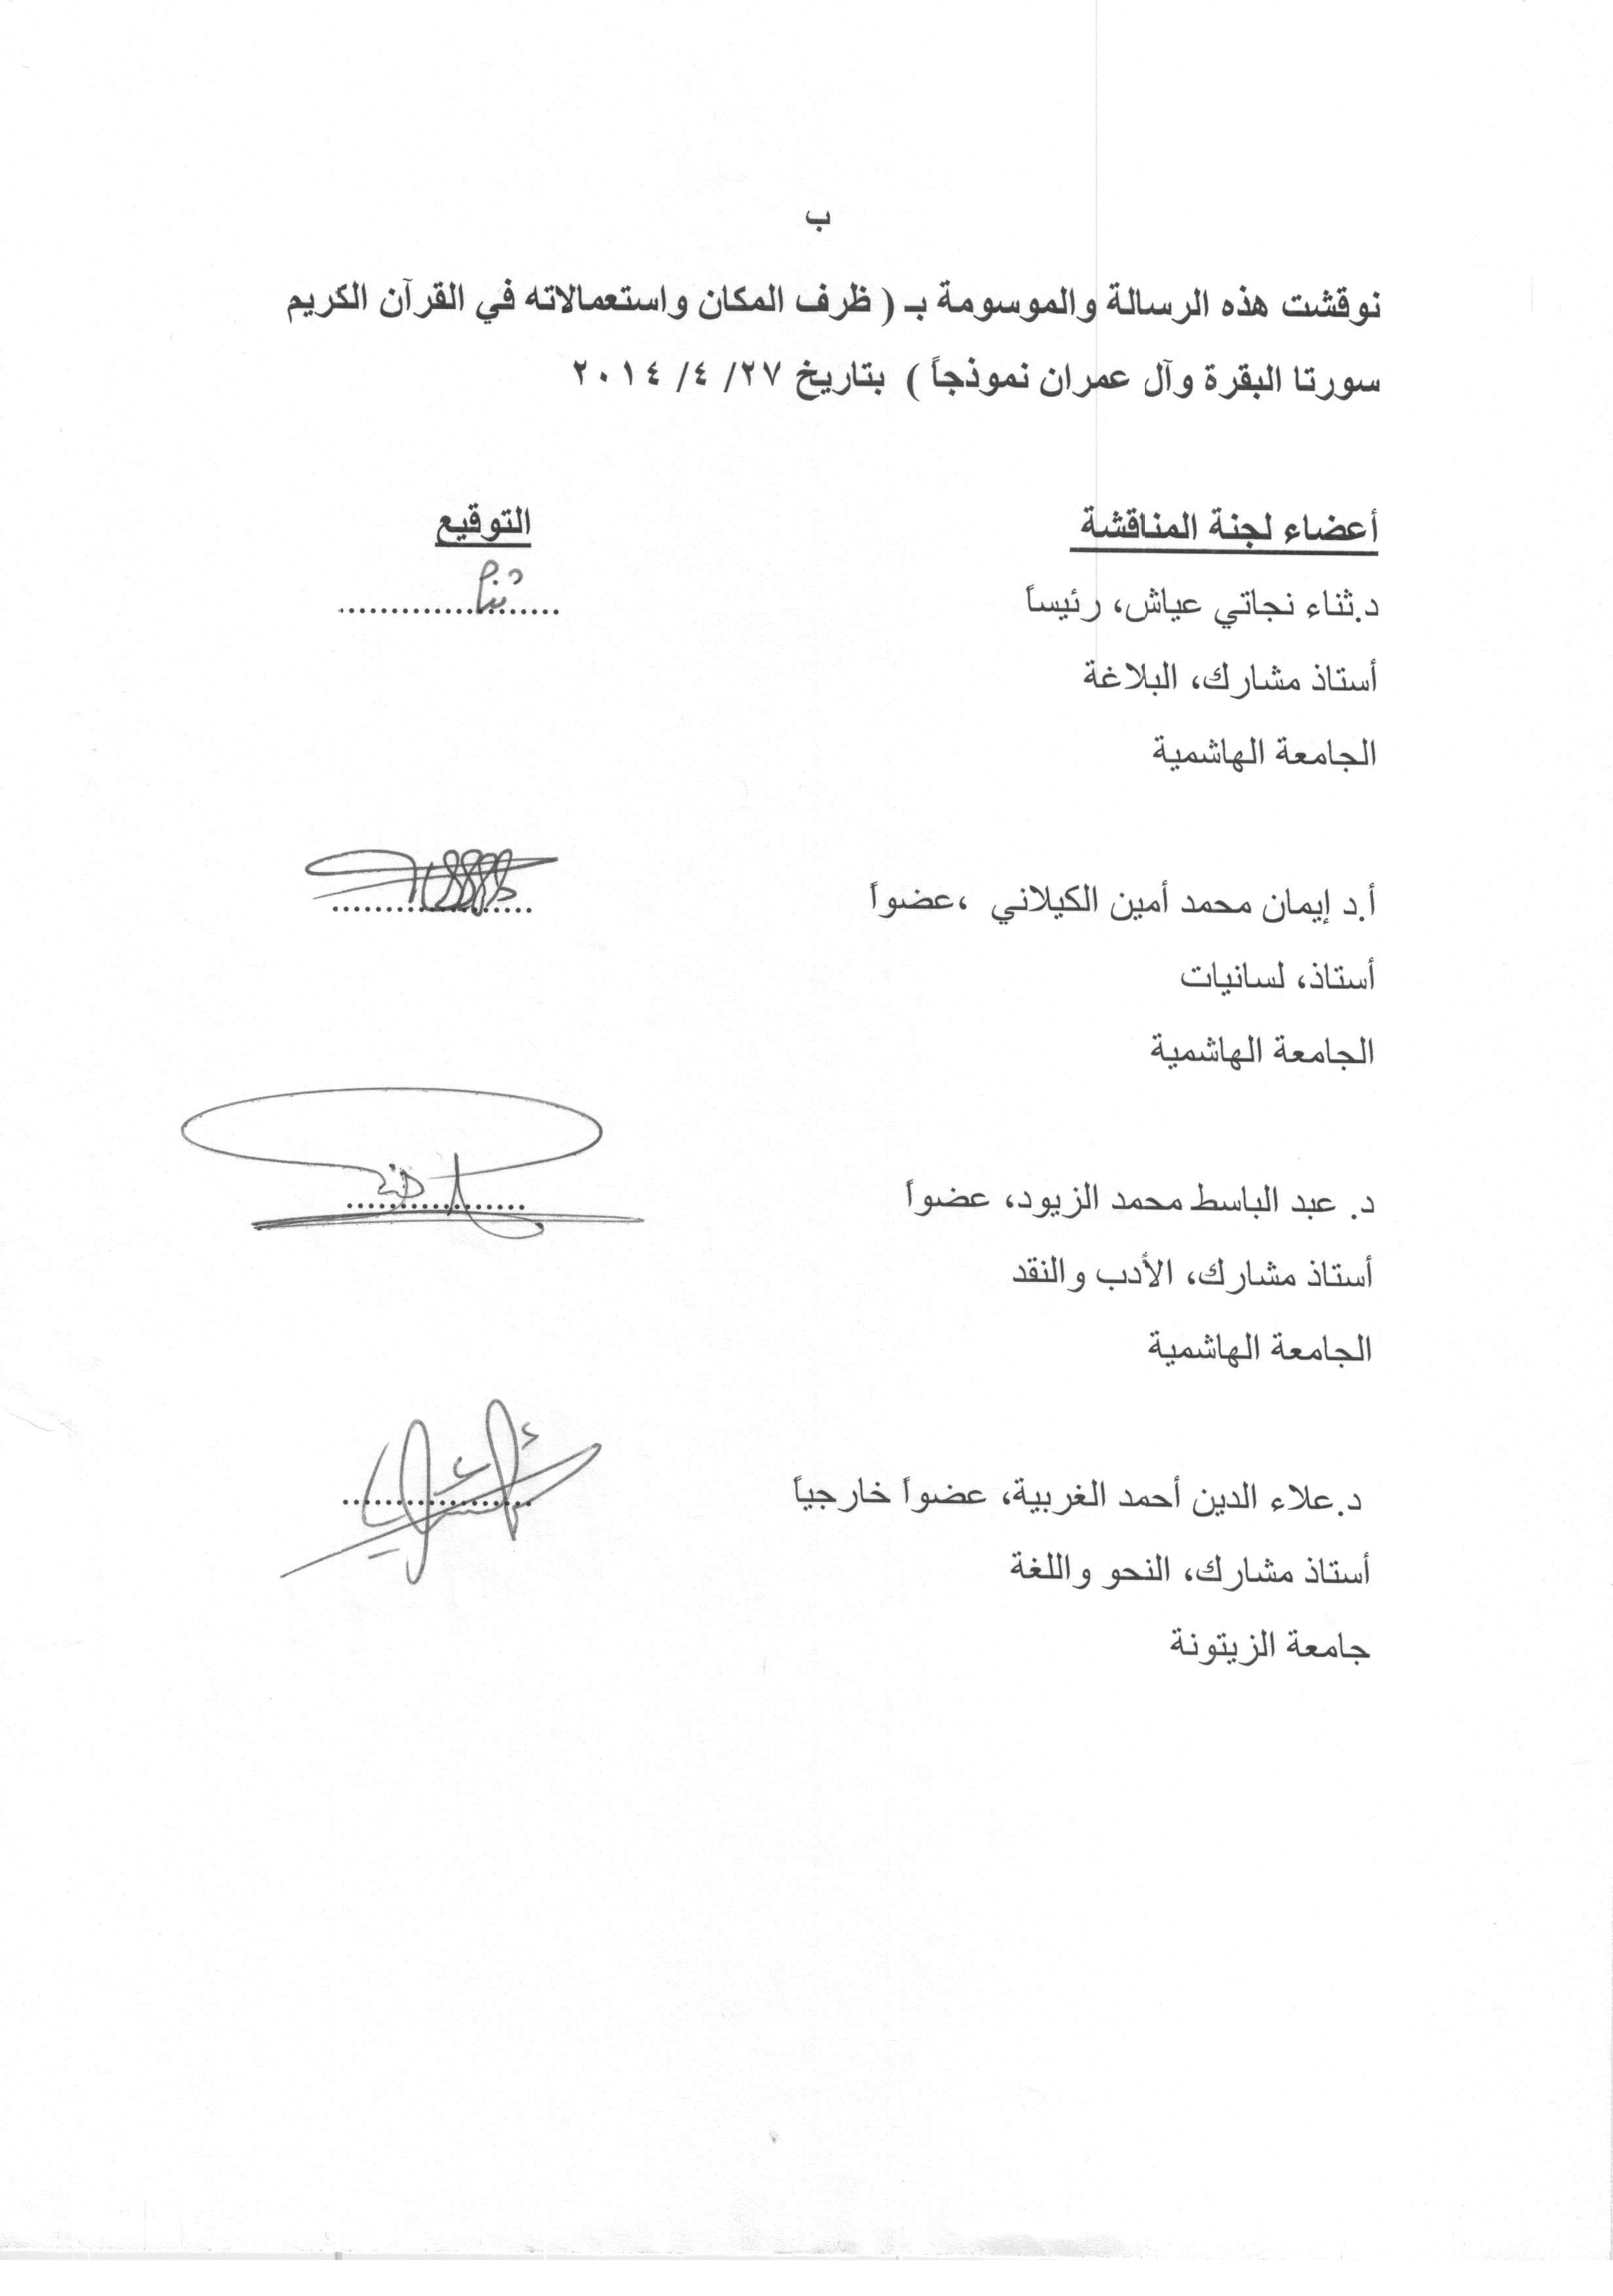 ب
نوقشت هذه الرسالة والموسومة بـ ( ظرف المكان واستعمالاته في القرآن الكريم
سورتا البقرة وآل عمران نموذجاً ) بتاريخ ٢٧/ ٤/ ٢٠١٤
أعضاء لجنة المناقشة التوقيع
د.ثناء نجاتي عياش، رئيساً ......................
أستاذ مشارك، البلاغة
الجامعة الهاشمية
أ.د إيمان محمد أمين الكيلاني ،عضواً ....................
أستاذ، لسانيات
الجامعة الهاشمية
د. عبد الباسط محمد الزيود، عضواً ..................
أستاذ مشارك، الأدب والنقد
الجامعة الهاشمية
د.علاء الدين أحمد الغربية، عضواً خارجياً ...................
أستاذ مشارك، النحو واللغة
جامعة الزيتونة